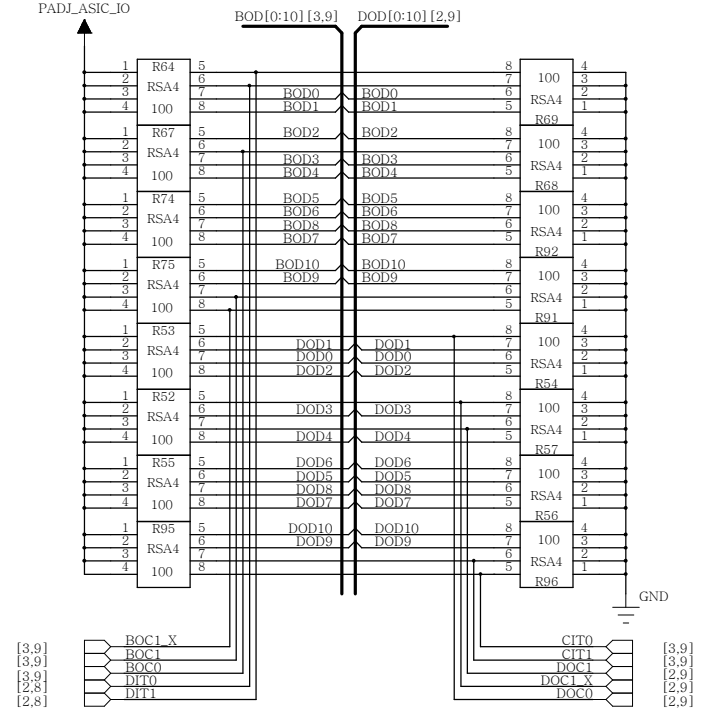 PADJ_ASIC_IO
BOD[0:10] [3,9] DOD[0:10] [2,9]
1 R64 5 8 4
2 RSA4 6 7 100 3
3 7 BOD0 BOD0 6 RSA4 2
4 100 8 BOD1 BOD1 5 1
R69
1 R67 5 BOD2 BOD2 8 4
2 RSA4 6 7 100 3
3 7 BOD3 BOD3 6 RSA4 2
4 100 8 BOD4 BOD4 5 1
R68
1 R74 5 BOD5 BOD5 8 4
2 RSA4 6 BOD6 BOD6 7 100 3
3 7 BOD8 BOD8 6 RSA4 2
4 100 8 BOD7 BOD7 5 1
R92
1 R75 5 BOD10 BOD10 8 4
2 RSA4 6 BOD9 BOD9 7 100 3
3 7 6 RSA4 2
4 100 8 5 1
R91
1 R53 5 8 4
2 RSA4 6 DOD1 DOD1 7 100 3
3 7 DOD0 DOD0 6 RSA4 2
4 100 8 DOD2 DOD2 5 1
R54
1 R52 5 8 4
2 RSA4 6 DOD3 DOD3 7 100 3
3 7 6 RSA4 2
4 100 8 DOD4 DOD4 5 1
R57
1 R55 5 DOD6 DOD6 8 4
2 RSA4 6 DOD5 DOD5 7 100 3
3 7 DOD8 DOD8 6 RSA4 2
4 100 8 DOD7 DOD7 5 1
R56
1 R95 5 DOD10 DOD10 8 4
2 RSA4 6 DOD9 DOD9 7 100 3
3 7 6 RSA4 2
4 100 8 5 1
R96
GND
[3,9] BOC1_X CIT0 [3,9]
[3,9] BOC1 CIT1 [3,9]
[3,9] BOC0 DOC1 [2,9]
[2,8] DIT0 DOC1_X [2,9]
[2,8] DIT1 DOC0 [2,9]